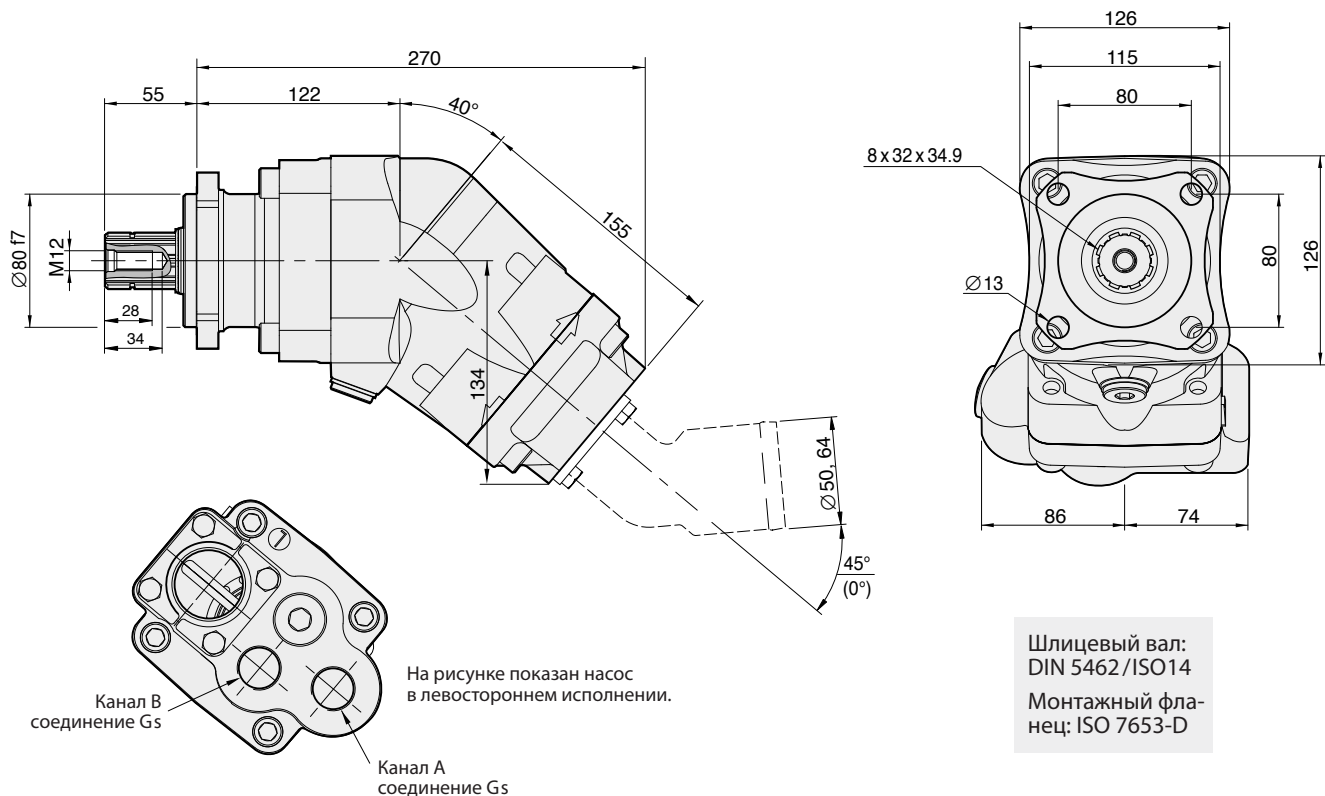 270
55
122
40°
155
Ø80 f7
M12
28
34
134
Ø50, 64
45°
(0°)
126
115
80
8 x 32 x 34.9
80
126
Ø13
86
74
1
Канал B
соединение Gs
На рисунке показан насос
в левостороннем исполнении.
Канал A
соединение Gs
Шлицевый вал:
DIN 5462/ISO14
Монтажный фла-
нец: ISO 7653-D